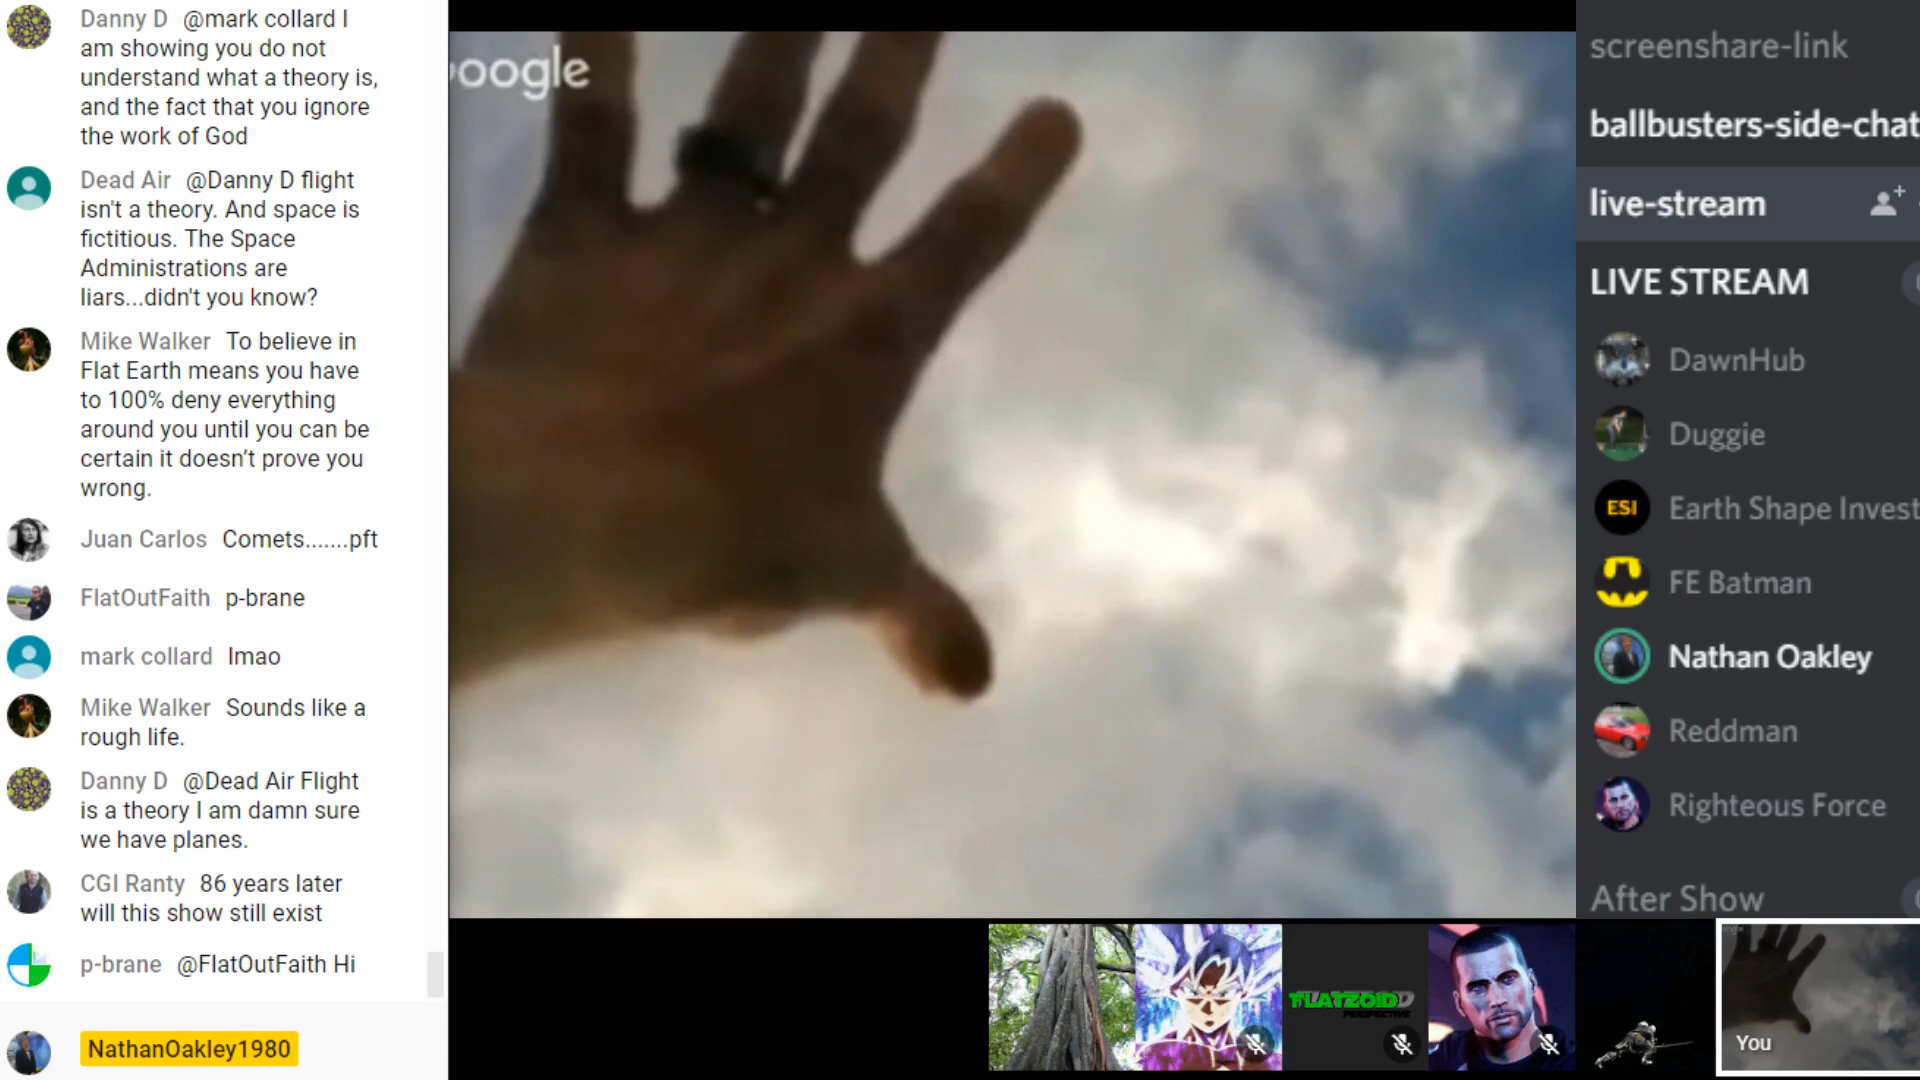 Danny D @mark collard I
am showing you do not
understand what a theory is,
and the fact that you ignore
the work of God
Dead Air @Danny D flight
isn't a theory. And space is
fictitious. The Space
Administrations are
liars...didn't you know?
Mike Walker To believe in
Flat Earth means you have
to 100% deny everything
around you until you can be
certain it doesn't prove you
wrong.
Juan Carlos Comets.......pft
FlatOutFaith p-brane
mark collard lmao
Mike Walker Sounds like a
rough life.
Danny D @Dead Air Flight
is a theory I am damn sure
we have planes.
CGI Ranty 86 years later
will this show still exist
p-brane @FlatOutFaith Hi
NathanOakley1980
oogle
FLATZOIDD
PERSPECTIVE
You
screenshare-link
ballbusters-side-chat
live-stream
LIVE STREAM
DawnHub
Duggie
ESI
Earth Shape Invest
FE Batman
Nathan Oakley
Reddman
Righteous Force
After Show